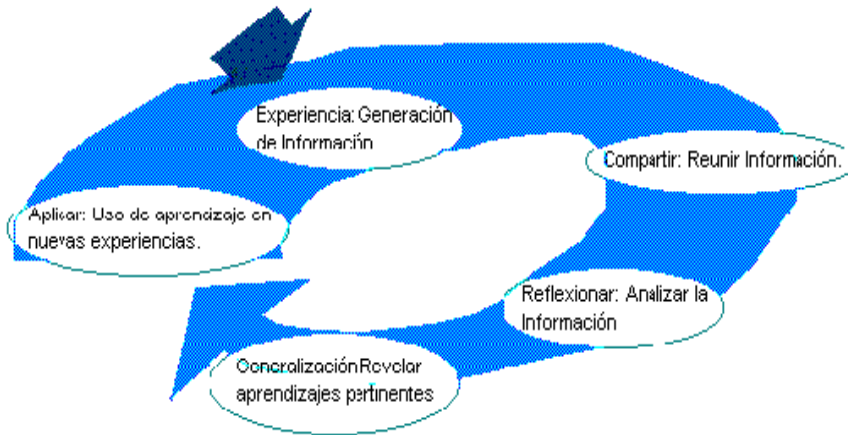 Experiencia: Generación
de Información
Compartir: Reunir Información.
Reflexionar: Analizar la
Información
Generalización Revelar
aprendizajes pertinentes
Aplicar: Uso de aprendizaje en
nuevas experiencias.